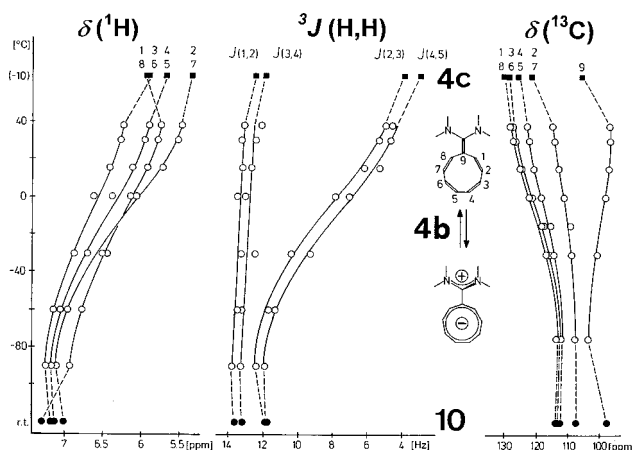 δ(¹H) ³J(H,H) δ(¹³C)
[°C] 1 3 4 2 J(1,2) J(3,4) J(2,3) J(4,5) 1 3 4 2
8 6 5 7 8 6 5 7 9
(-10) 4c
40
N N
8 9 1
7 2
6 3
5 4
0
4b
-40
N ⊕ N
⊖
-80
r.t. 10 r.t.
7 6.5 6 5.5 [ppm] 14 12 10 8 6 4 [Hz] 130 120 110 100 [ppm]